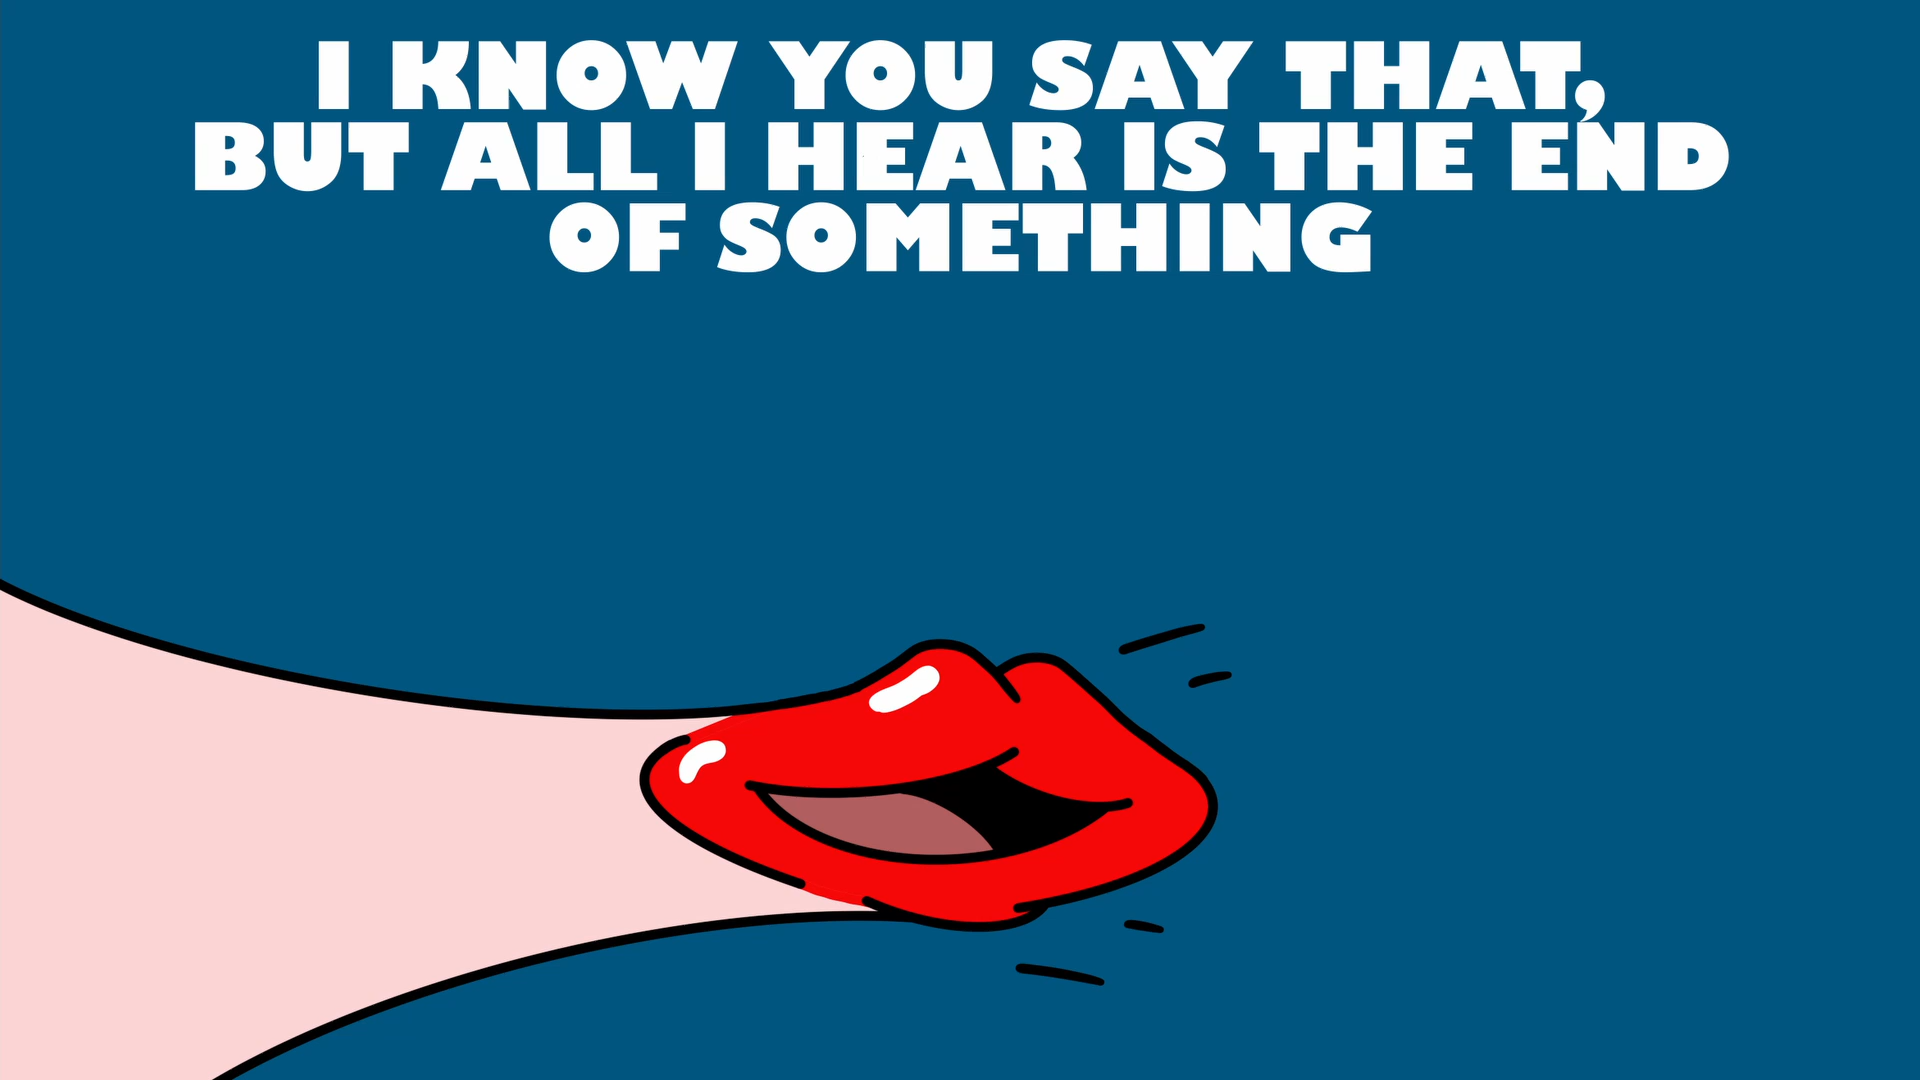 I KNOW YOU SAY THAT,
BUT ALL I HEAR IS THE END
OF SOMETHING